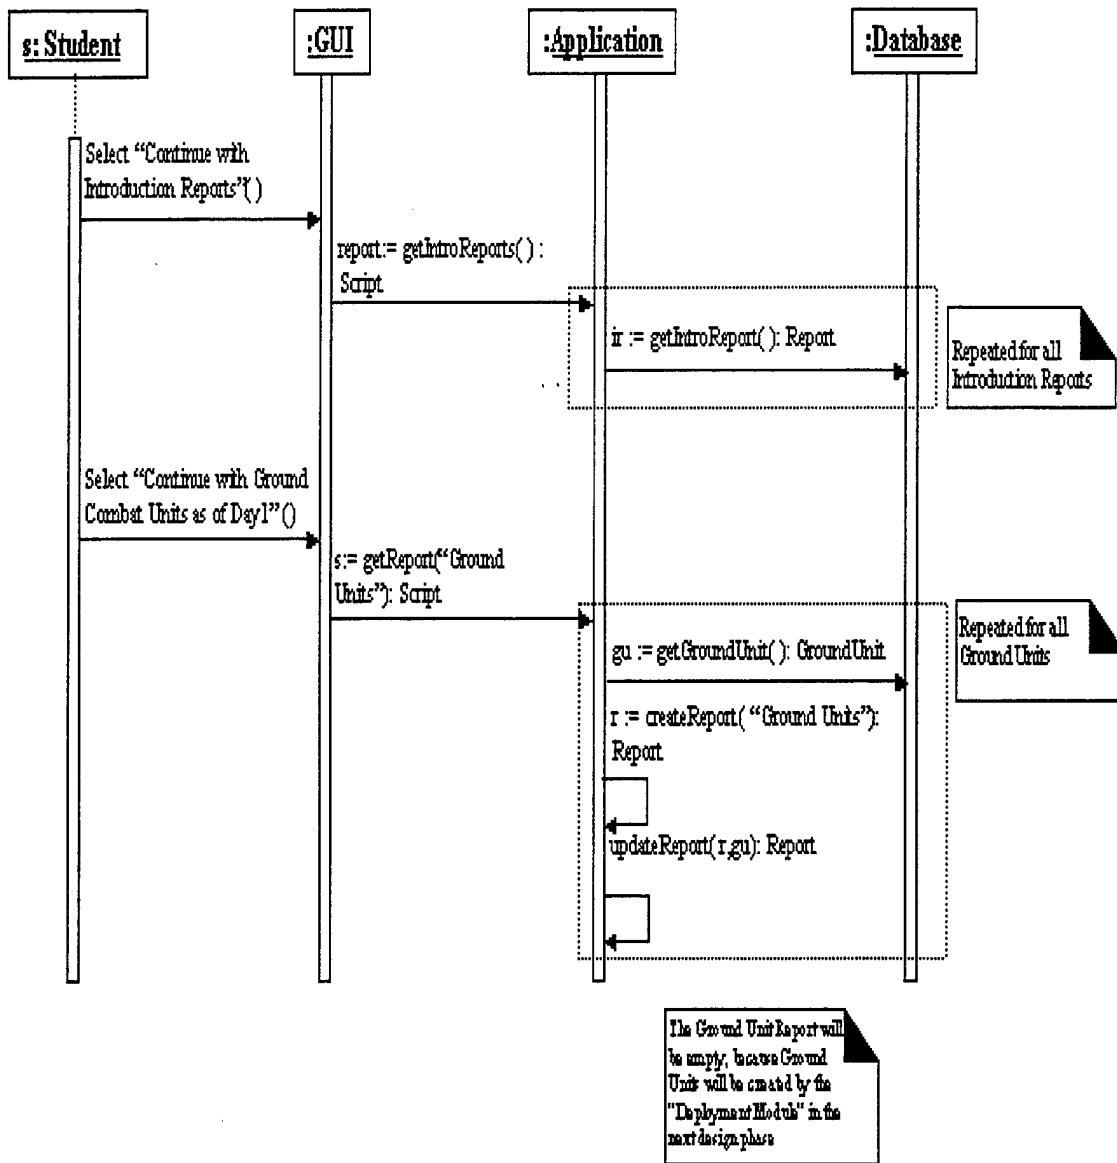 s: Student
:GUI
:Application
:Database
Select “Continue with
Introduction Reports”( )
report:= getIntroReports( ) :
Script
ir := getIntroReport( ): Report
Repeated for all
Introduction Reports
Select “Continue with Ground
Combat Units as of Day1”()
s:= getReport(“Ground
Units”): Script
gu := getGroundUnit( ): GroundUnit
Repeated for all
Ground Units
r := createReport( “Ground Units”):
Report
updateReport( r,gu): Report
The Ground Unit Report will
be empty, because Ground
Units will be created by the
"Deployment Module" in the
next design phase